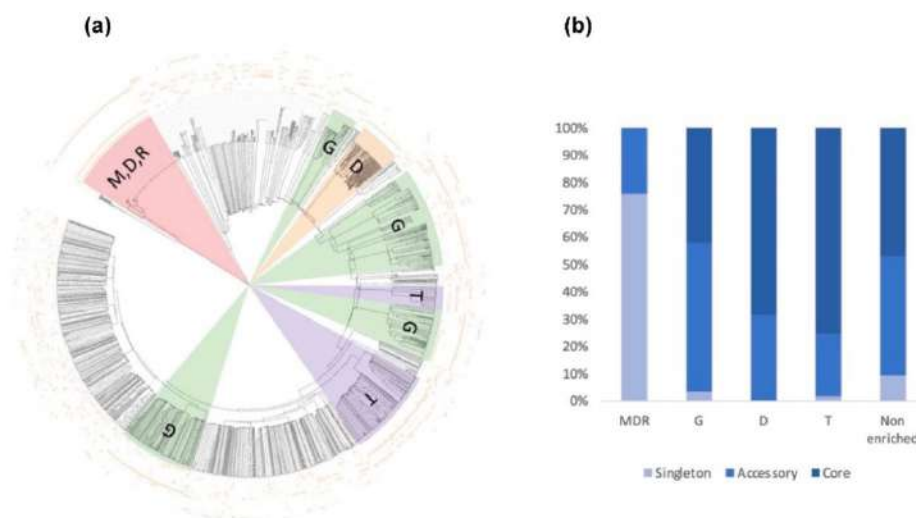 (a)
(b)
M,D,R
G
D
G
T
G
T
G
100%
90%
80%
70%
60%
50%
40%
30%
20%
10%
0%
MDR G D T Non
enriched
Singleton Accessory Core